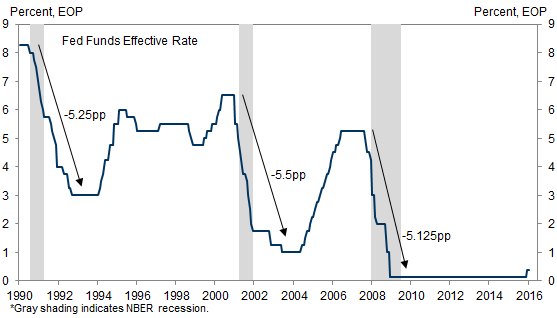 Percent, EOP Percent, EOP
Fed Funds Effective Rate
9 9
8 8
7 7
6 6
-5.25pp
5 5
4 4
-5.5pp
3 3
2 2
-5.125pp
1 1
0 0
1990 1992 1994 1996 1998 2000 2002 2004 2006 2008 2010 2012 2014 2016
*Gray shading indicates NBER recession.